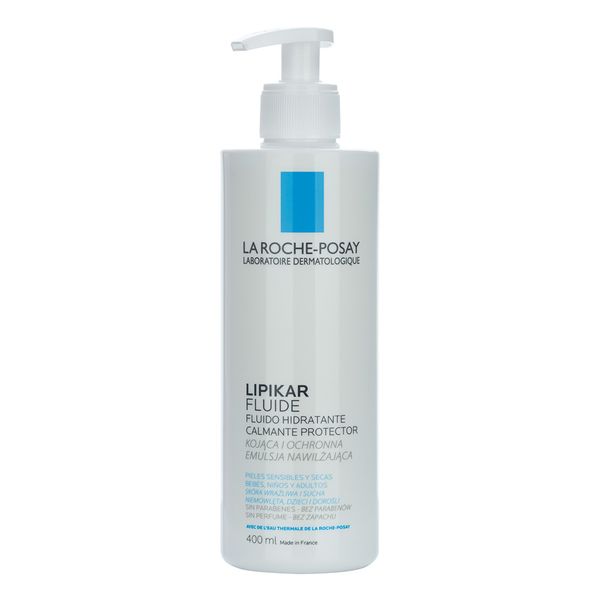 LA ROCHE-POSAY
LABORATOIRE DERMATOLOGIQUE
LIPIKAR
FLUIDE
FLUIDO HIDRATANTE
CALMANTE PROTECTOR
KOJĄCA I OCHRONNA
EMULSJA NAWILŻAJĄCA
PIELES SENSIBLES Y SECAS
BEBÉS, NIÑOS Y ADULTOS
SKÓRA WRAŻLIWA I SUCHA
NIEMOWLĘTA, DZIECI I DOROŚLI
SIN PARABENES - BEZ PARABENÓW
SIN PERFUME - BEZ ZAPACHU
AVEC DE L'EAU THERMALE DE LA ROCHE-POSAY
400 ml Made in France